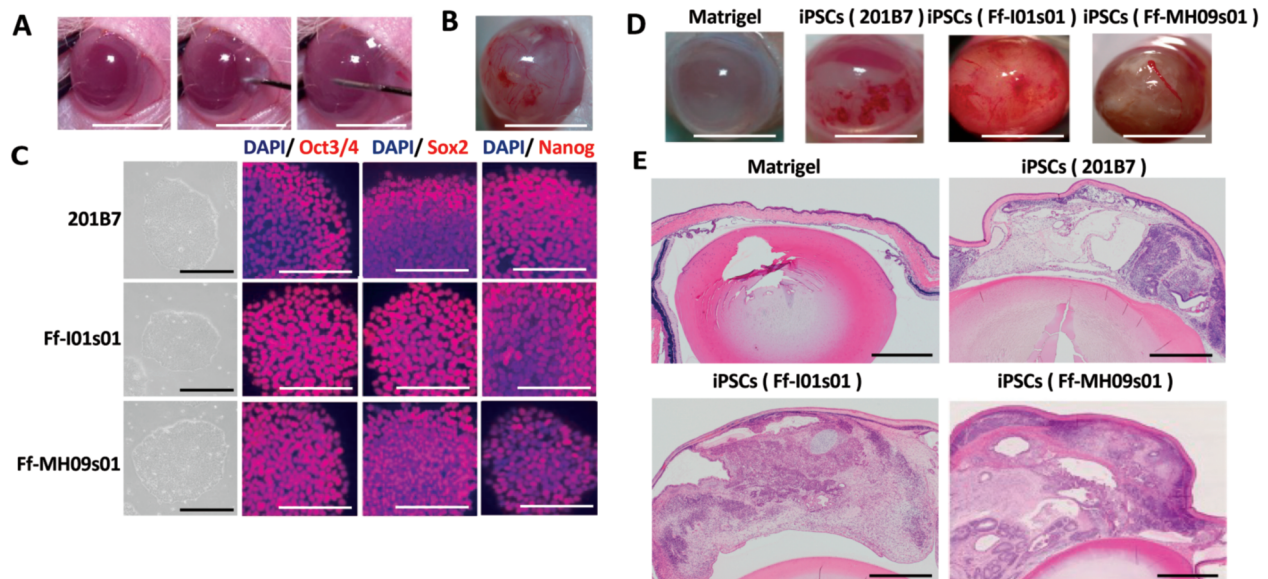 A
B
C
DAPI/ Oct3/4
DAPI/ Sox2
DAPI/ Nanog
201B7
Ff-I01s01
Ff-MH09s01
D
Matrigel
iPSCs ( 201B7 )
iPSCs ( Ff-I01s01 )
iPSCs ( Ff-MH09s01 )
E
Matrigel
iPSCs ( 201B7 )
iPSCs ( Ff-I01s01 )
iPSCs ( Ff-MH09s01 )